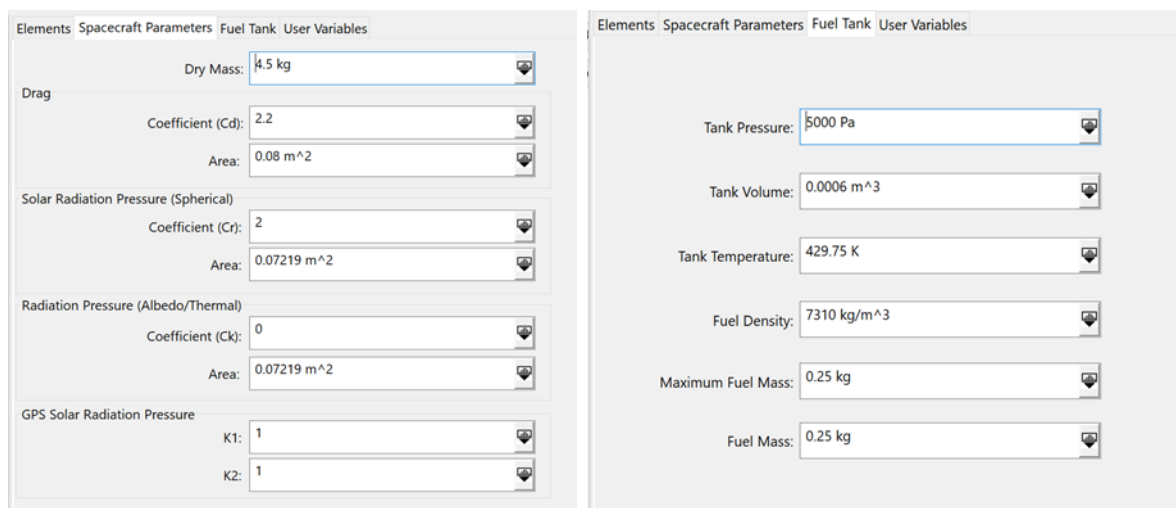 Elements Spacecraft Parameters Fuel Tank User Variables
Dry Mass: 4.5 kg
Drag
Coefficient (Cd): 2.2
Area: 0.08 m^2
Solar Radiation Pressure (Spherical)
Coefficient (Cr): 2
Area: 0.07219 m^2
Radiation Pressure (Albedo/Thermal)
Coefficient (Ck): 0
Area: 0.07219 m^2
GPS Solar Radiation Pressure
K1: 1
K2: 1
Elements Spacecraft Parameters Fuel Tank User Variables
Tank Pressure: 5000 Pa
Tank Volume: 0.0006 m^3
Tank Temperature: 429.75 K
Fuel Density: 7310 kg/m^3
Maximum Fuel Mass: 0.25 kg
Fuel Mass: 0.25 kg